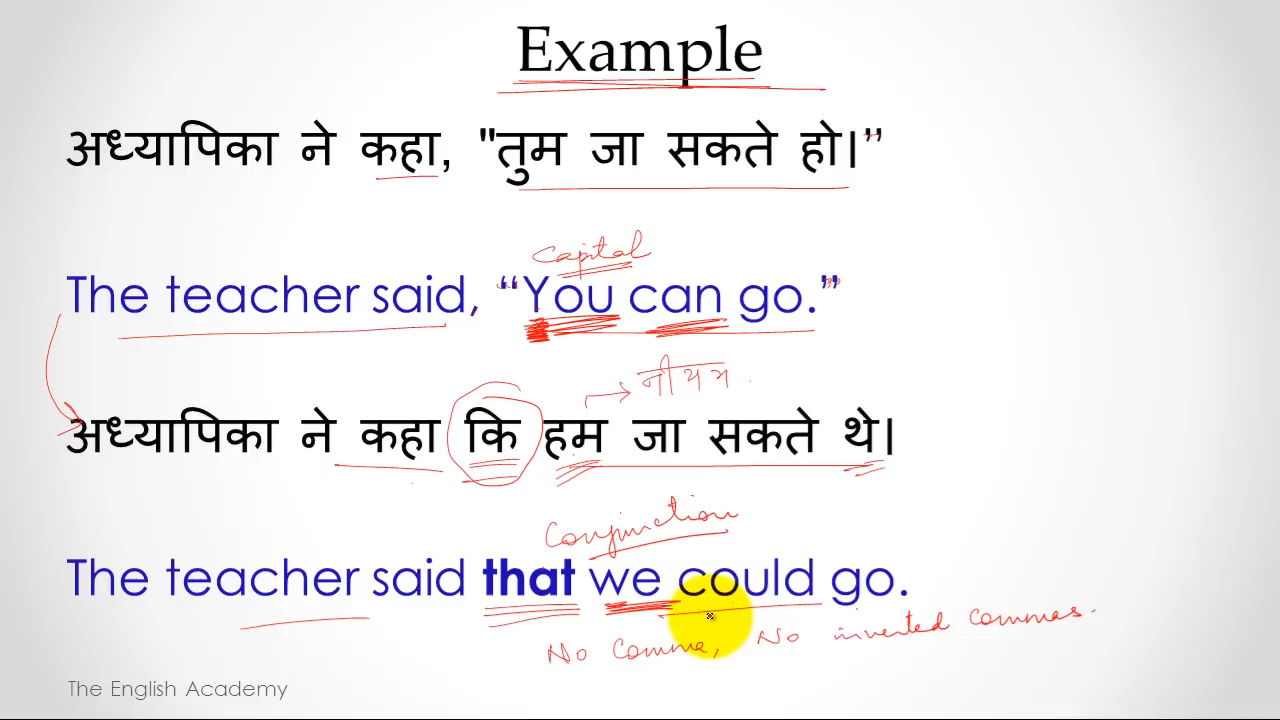 Example
अध्यापिका ने कहा, "तुम जा सकते हो।”
capital
The teacher said, “You can go.”
नीयम
अध्यापिका ने कहा कि हम जा सकते थे।
Conjunction
The teacher said that we could go.
No Comma, No inverted commas.
The English Academy